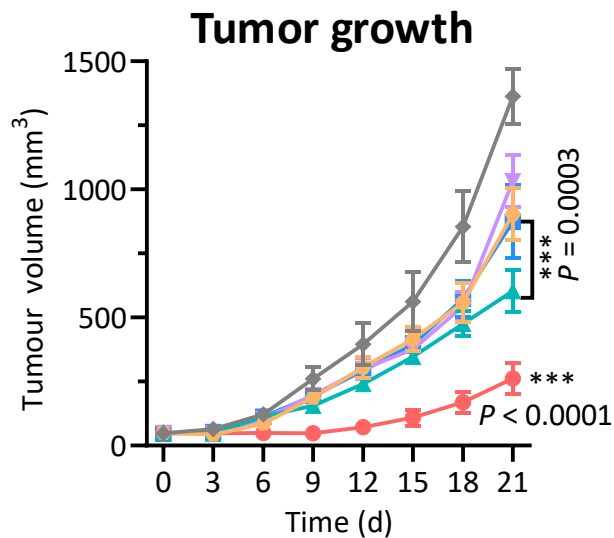 Tumor growth
Tumour volume (mm³)
1500
1000
500
0
0 3 6 9 12 15 18 21
Time (d)
***
P = 0.0003
***
P < 0.0001